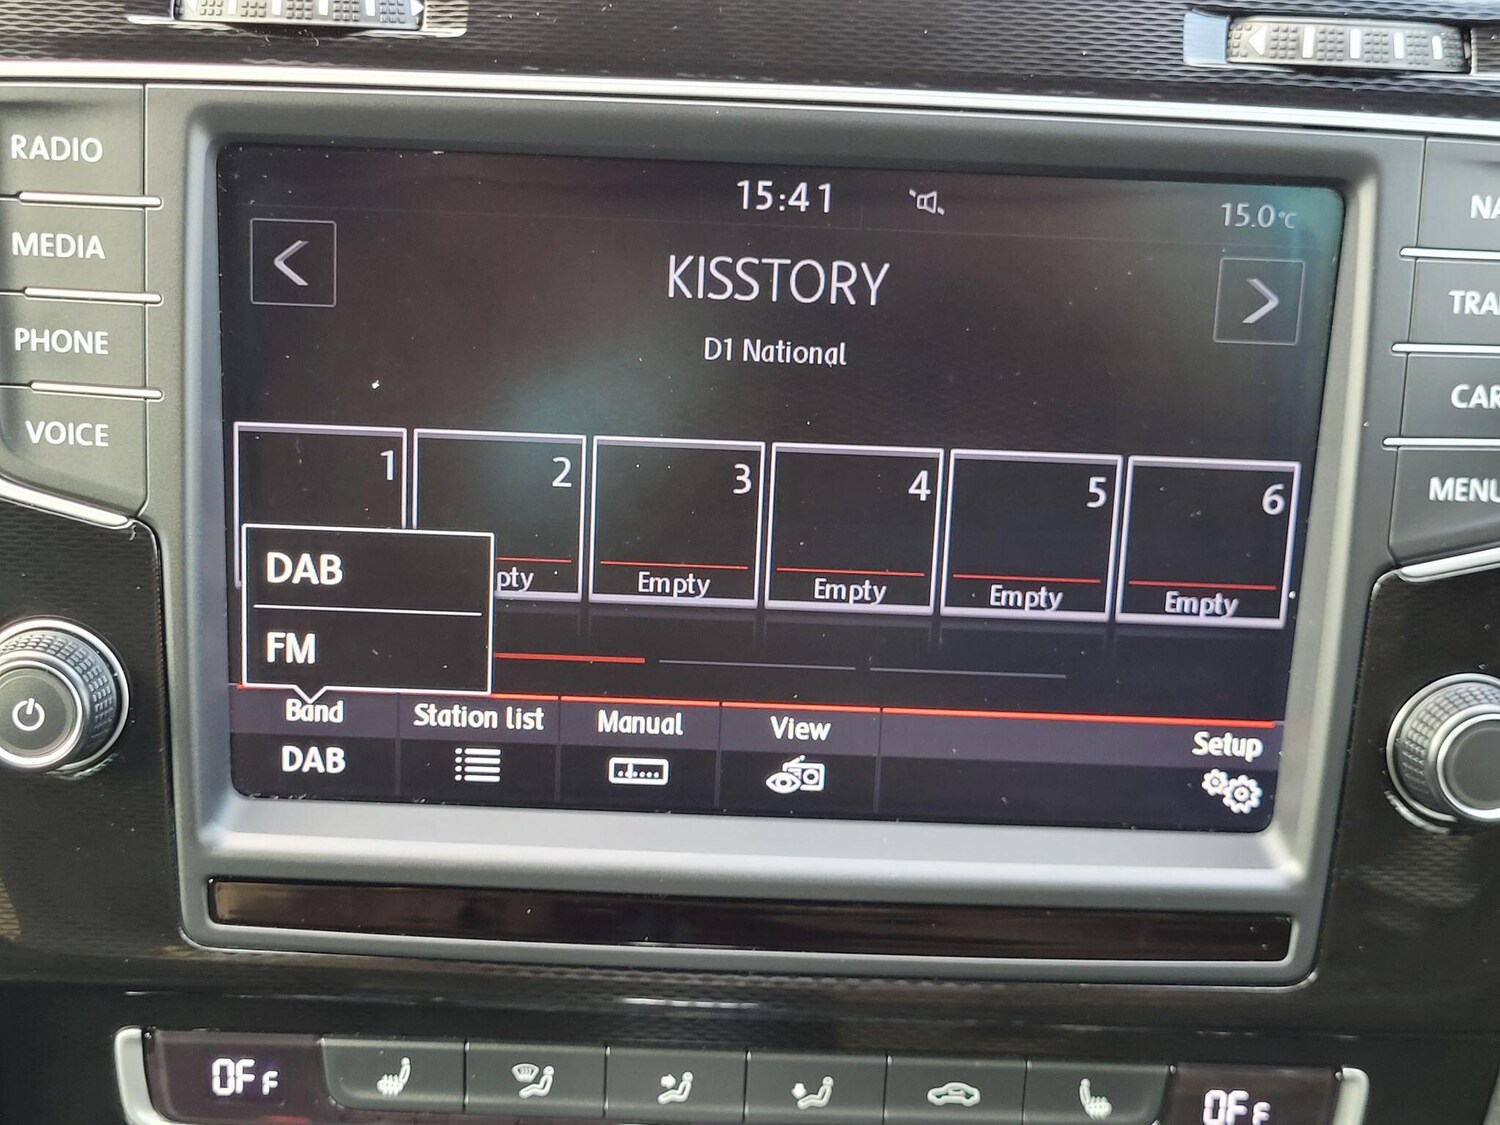 RADIO
MEDIA
PHONE
VOICE
15:41
15.0°C
KISSTORY
D1 National
1 2 3 4 5 6
pty Empty Empty Empty Empty
DAB
FM
Band Station list Manual View Setup
DAB
NA
TRA
CAR
MENU
OFF OFF